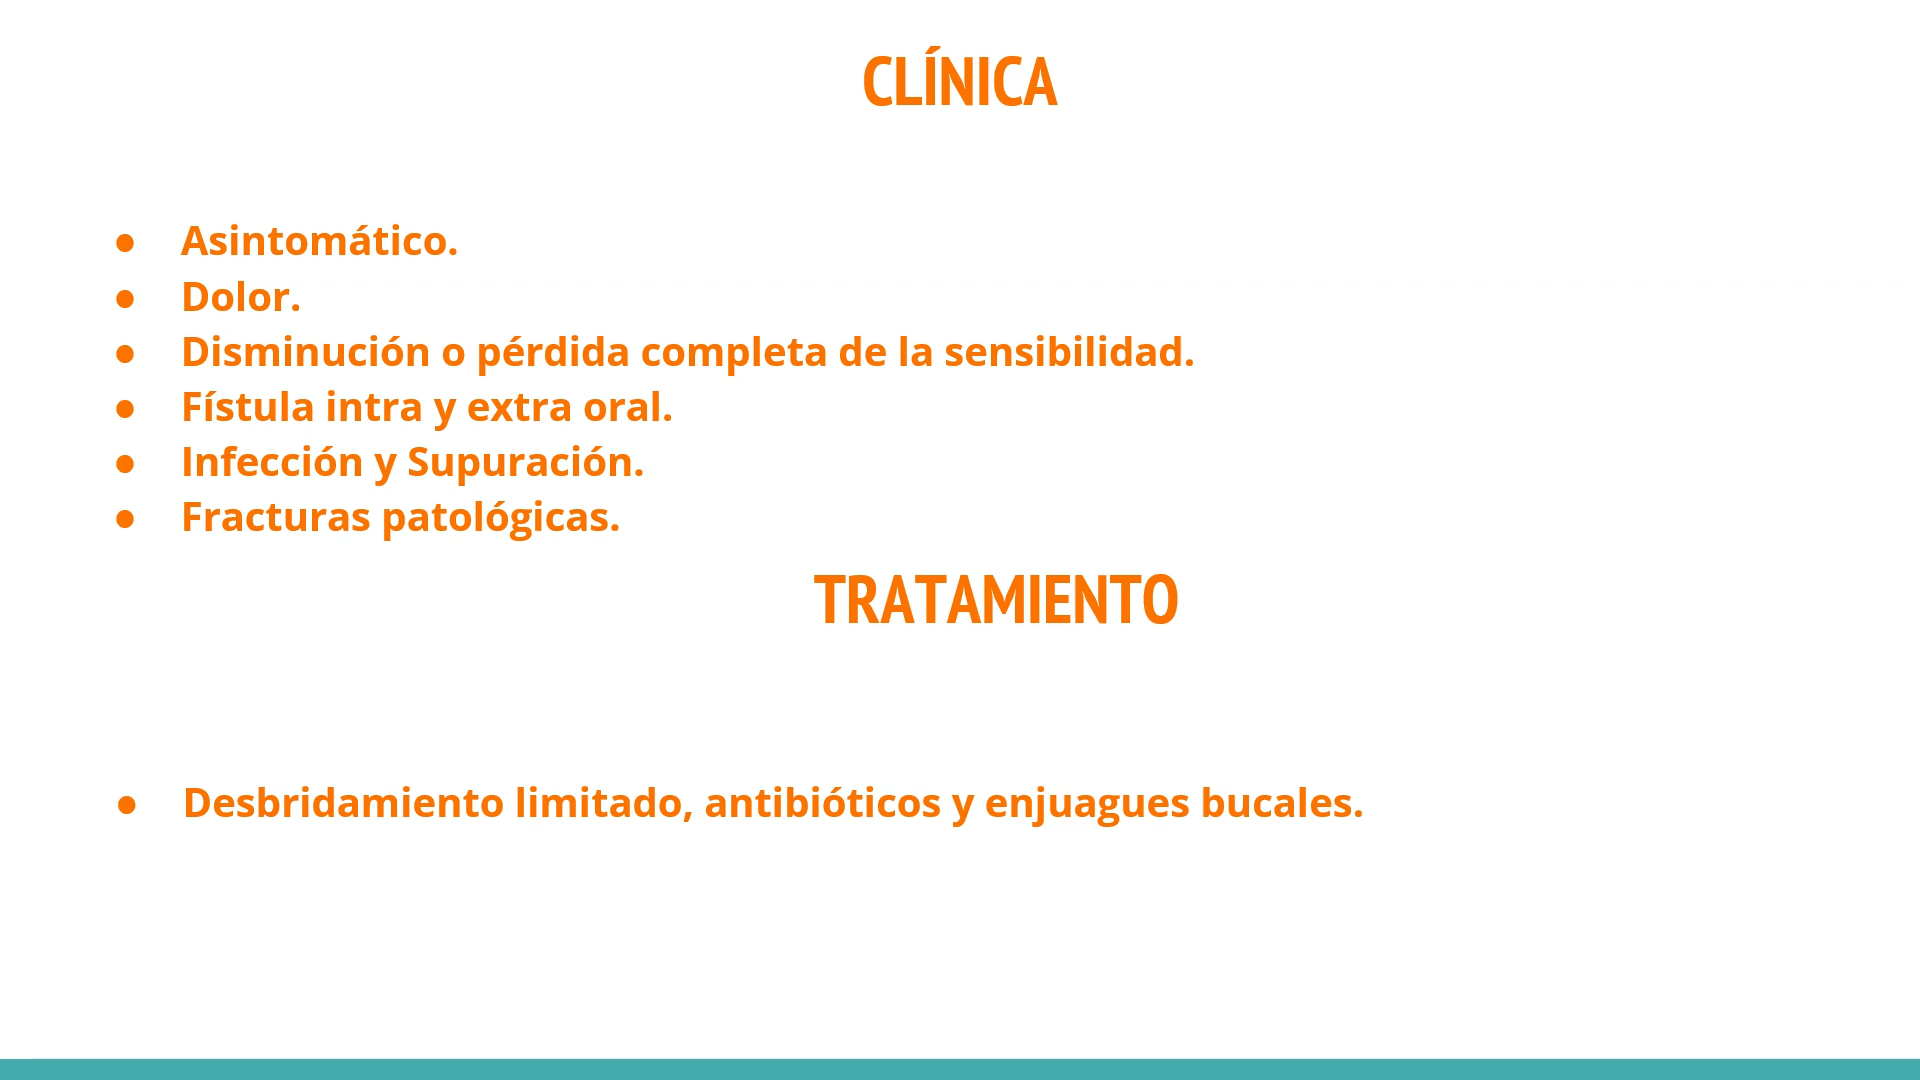 CLÍNICA
● Asintomático.
● Dolor.
● Disminución o pérdida completa de la sensibilidad.
● Fístula intra y extra oral.
● Infección y Supuración.
● Fracturas patológicas.
TRATAMIENTO
● Desbridamiento limitado, antibióticos y enjuagues bucales.